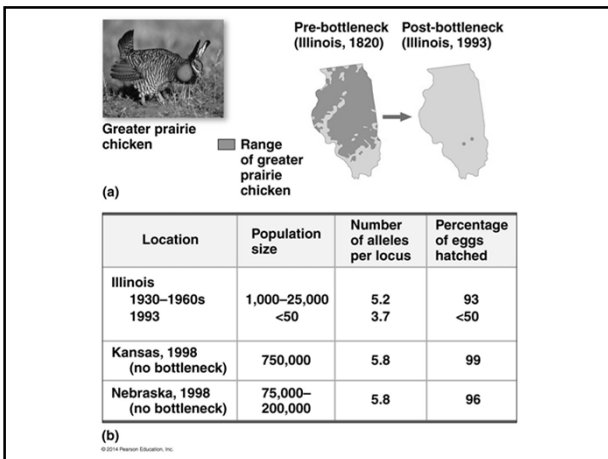 Pre-bottleneck
(Illinois, 1820)
Post-bottleneck
(Illinois, 1993)
Greater prairie
chicken
Range
of greater
prairie
chicken
(a)
Location
Population
size
Number
of alleles
per locus
Percentage
of eggs
hatched
Illinois
1930–1960s 1,000–25,000 5.2 93
1993 <50 3.7 <50
Kansas, 1998
(no bottleneck)
750,000 5.8 99
Nebraska, 1998
(no bottleneck)
75,000–
200,000
5.8 96
(b)
© 2014 Pearson Education, Inc.